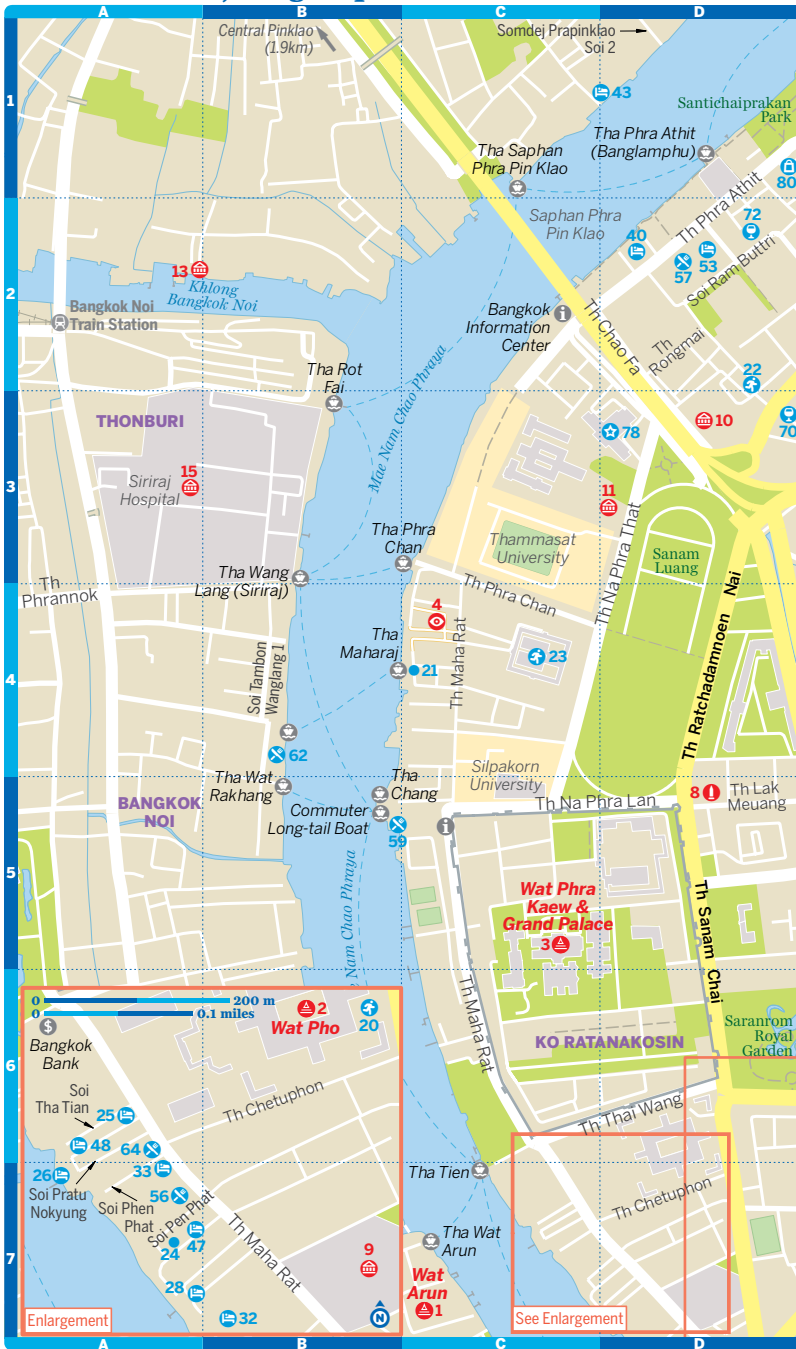 A
B
C
D
Central Pinklao
(1.9km)
Somdej Prapinklao
Soi 2
1
43
Santichaiprakan
Park
Tha Phra Athit
(Banglamphu)
Tha Saphan
Phra Pin Klao
80
Th Phra Athit
72
Saphan Phra
Pin Klao
40
53
57
Soi Ram Buttri
13
Khlong
Bangkok Noi
2
Bangkok Noi
Train Station
Bangkok
Information
Center
Th Chao Fa
Th
Rongmai
22
Tha Rot
Fai
Mae Nam Chao Phraya
THONBURI
10
70
78
3
15
Siriraj
Hospital
11
Tha Phra
Chan
Thammasat
University
Th Na Phra That
Sanam
Luang
Tha Wang
Lang (Siriraj)
Th
Phrannok
Th Phra Chan
4
Tha
Maharaj
21
Th Maha Rat
23
4
Soi Tambon
Wanglang 1
Th Ratchadamnoen Nai
62
Silpakorn
University
Tha Wat
Rakhang
Tha
Chang
8
Th Lak
Meuang
BANGKOK
NOI
Commuter
Long-tail Boat
Th Na Phra Lan
59
5
Wat Phra
Kaew &
Grand Palace
3
Th Sanam Chai
Nam Chao Phraya
0
200 m
0
0.1 miles
2
Wat Pho
20
Th Maha Rat
Saranrom
Royal
Garden
KO RATANAKOSIN
6
Bangkok
Bank
Soi
Tha Tian
25
Th Chetuphon
Th Thai Wang
48
64
33
26
Soi Pratu
Nokyung
56
Soi Phen
Phat
Soi Pen Phat
47
24
Th Maha Rat
Tha Tien
Th Chetuphon
Tha Wat
Arun
7
9
28
32
Wat
Arun
1
N
Enlargement
See Enlargement
A
B
C
D